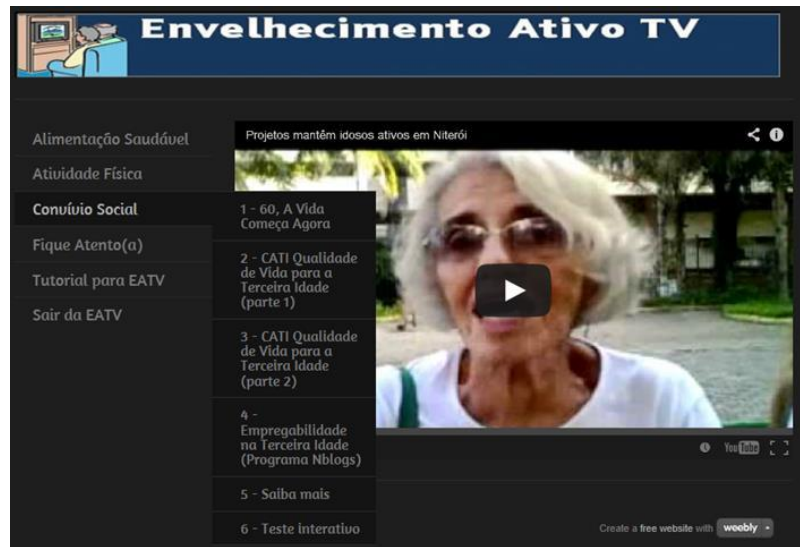 Envelhecimento Ativo TV
Alimentação Saudável
Atividade Física
Convívio Social
Fique Atento(a)
Tutorial para EATV
Sair da EATV
1 - 60, A Vida
Começa Agora
2 - CATI Qualidade
de Vida para a
Terceira Idade
(parte 1)
3 - CATI Qualidade
de Vida para a
Terceira Idade
(parte 2)
4 -
Empregabilidade
na Terceira Idade
(Programa Nblogs)
5 - Saiba mais
6 - Teste interativo
Projetos mantêm idosos ativos em Niterói
YouTube
Create a free website with weebly